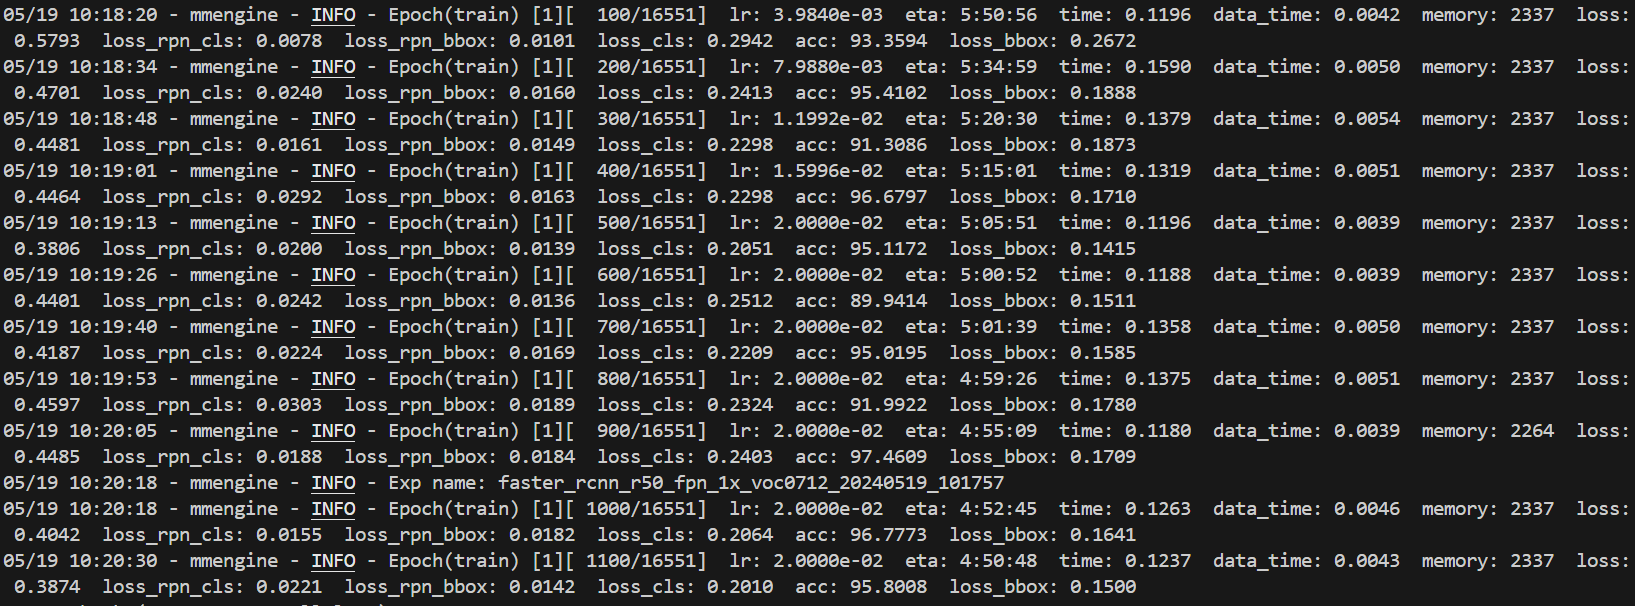 05/19 10:18:20 - mmengine - INFO - Epoch(train) [1][  100/16551]  lr: 3.9840e-03  eta: 5:50:56  time: 0.1196  data_time: 0.0042  memory: 2337  loss:
0.5793  loss_rpn_cls: 0.0078  loss_rpn_bbox: 0.0101  loss_cls: 0.2942  acc: 93.3594  loss_bbox: 0.2672
05/19 10:18:34 - mmengine - INFO - Epoch(train) [1][  200/16551]  lr: 7.9880e-03  eta: 5:34:59  time: 0.1590  data_time: 0.0050  memory: 2337  loss:
0.4701  loss_rpn_cls: 0.0240  loss_rpn_bbox: 0.0160  loss_cls: 0.2413  acc: 95.4102  loss_bbox: 0.1888
05/19 10:18:48 - mmengine - INFO - Epoch(train) [1][  300/16551]  lr: 1.1992e-02  eta: 5:20:30  time: 0.1379  data_time: 0.0054  memory: 2337  loss:
0.4481  loss_rpn_cls: 0.0161  loss_rpn_bbox: 0.0149  loss_cls: 0.2298  acc: 91.3086  loss_bbox: 0.1873
05/19 10:19:01 - mmengine - INFO - Epoch(train) [1][  400/16551]  lr: 1.5996e-02  eta: 5:15:01  time: 0.1319  data_time: 0.0051  memory: 2337  loss:
0.4464  loss_rpn_cls: 0.0292  loss_rpn_bbox: 0.0163  loss_cls: 0.2298  acc: 96.6797  loss_bbox: 0.1710
05/19 10:19:13 - mmengine - INFO - Epoch(train) [1][  500/16551]  lr: 2.0000e-02  eta: 5:05:51  time: 0.1196  data_time: 0.0039  memory: 2337  loss:
0.3806  loss_rpn_cls: 0.0200  loss_rpn_bbox: 0.0139  loss_cls: 0.2051  acc: 95.1172  loss_bbox: 0.1415
05/19 10:19:26 - mmengine - INFO - Epoch(train) [1][  600/16551]  lr: 2.0000e-02  eta: 5:00:52  time: 0.1188  data_time: 0.0039  memory: 2337  loss:
0.4401  loss_rpn_cls: 0.0242  loss_rpn_bbox: 0.0136  loss_cls: 0.2512  acc: 89.9414  loss_bbox: 0.1511
05/19 10:19:40 - mmengine - INFO - Epoch(train) [1][  700/16551]  lr: 2.0000e-02  eta: 5:01:39  time: 0.1358  data_time: 0.0050  memory: 2337  loss:
0.4187  loss_rpn_cls: 0.0224  loss_rpn_bbox: 0.0169  loss_cls: 0.2209  acc: 95.0195  loss_bbox: 0.1585
05/19 10:19:53 - mmengine - INFO - Epoch(train) [1][  800/16551]  lr: 2.0000e-02  eta: 4:59:26  time: 0.1375  data_time: 0.0051  memory: 2337  loss:
0.4597  loss_rpn_cls: 0.0303  loss_rpn_bbox: 0.0189  loss_cls: 0.2324  acc: 91.9922  loss_bbox: 0.1780
05/19 10:20:05 - mmengine - INFO - Epoch(train) [1][  900/16551]  lr: 2.0000e-02  eta: 4:55:09  time: 0.1180  data_time: 0.0039  memory: 2264  loss:
0.4485  loss_rpn_cls: 0.0188  loss_rpn_bbox: 0.0184  loss_cls: 0.2403  acc: 97.4609  loss_bbox: 0.1709
05/19 10:20:18 - mmengine - INFO - Exp name: faster_rcnn_r50_fpn_1x_voc0712_20240519_101757
05/19 10:20:18 - mmengine - INFO - Epoch(train) [1][ 1000/16551]  lr: 2.0000e-02  eta: 4:52:45  time: 0.1263  data_time: 0.0046  memory: 2337  loss:
0.4042  loss_rpn_cls: 0.0155  loss_rpn_bbox: 0.0182  loss_cls: 0.2064  acc: 96.7773  loss_bbox: 0.1641
05/19 10:20:30 - mmengine - INFO - Epoch(train) [1][ 1100/16551]  lr: 2.0000e-02  eta: 4:50:48  time: 0.1237  data_time: 0.0043  memory: 2337  loss:
0.3874  loss_rpn_cls: 0.0221  loss_rpn_bbox: 0.0142  loss_cls: 0.2010  acc: 95.8008  loss_bbox: 0.1500